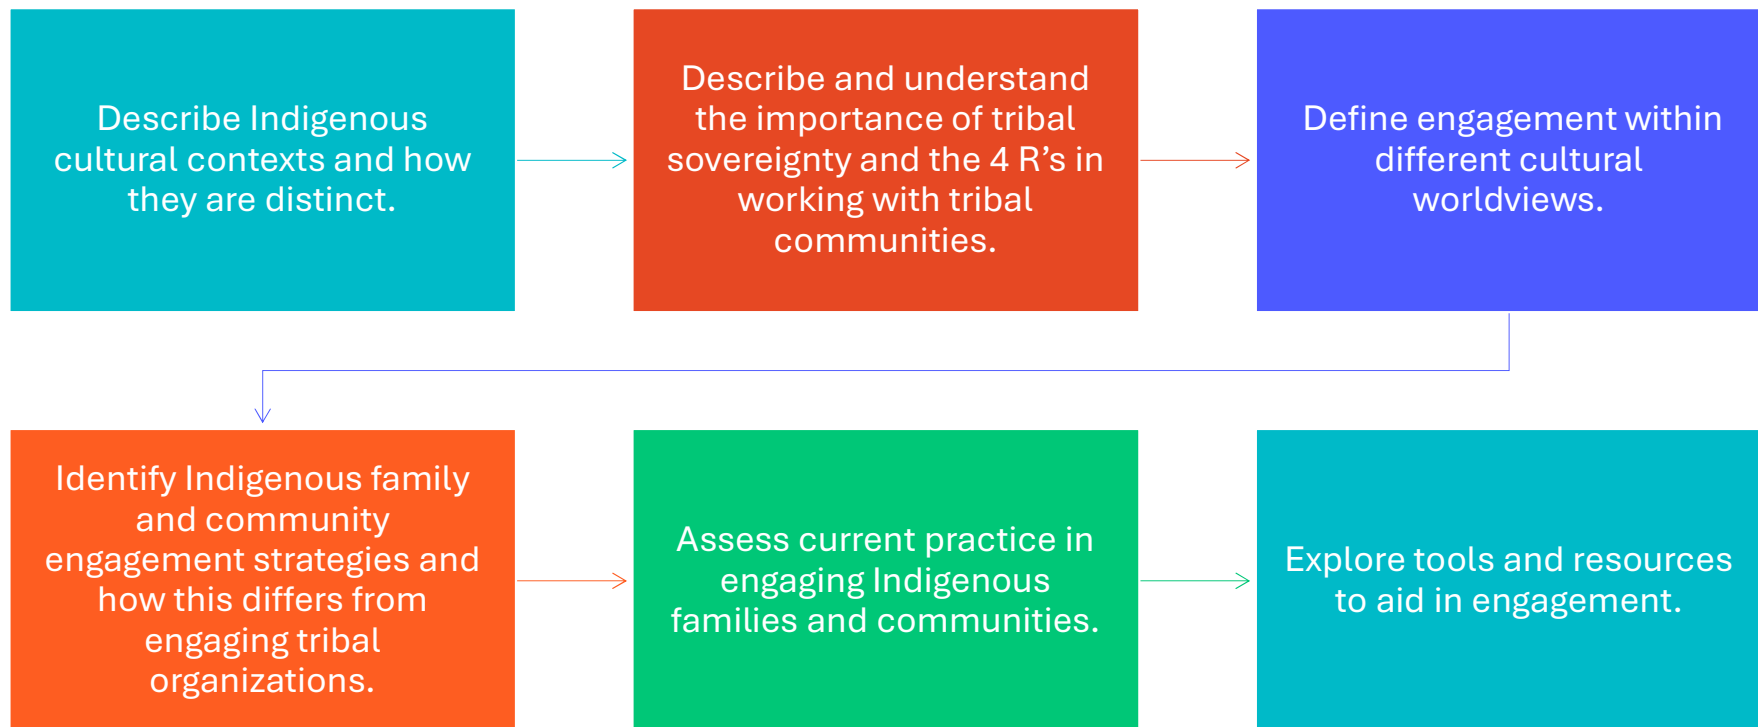 Describe Indigenous
cultural contexts and how
they are distinct.
Describe and understand
the importance of tribal
sovereignty and the 4 R’s in
working with tribal
communities.
Define engagement within
different cultural
worldviews.
Identify Indigenous family
and community
engagement strategies and
how this differs from
engaging tribal
organizations.
Assess current practice in
engaging Indigenous
families and communities.
Explore tools and resources
to aid in engagement.